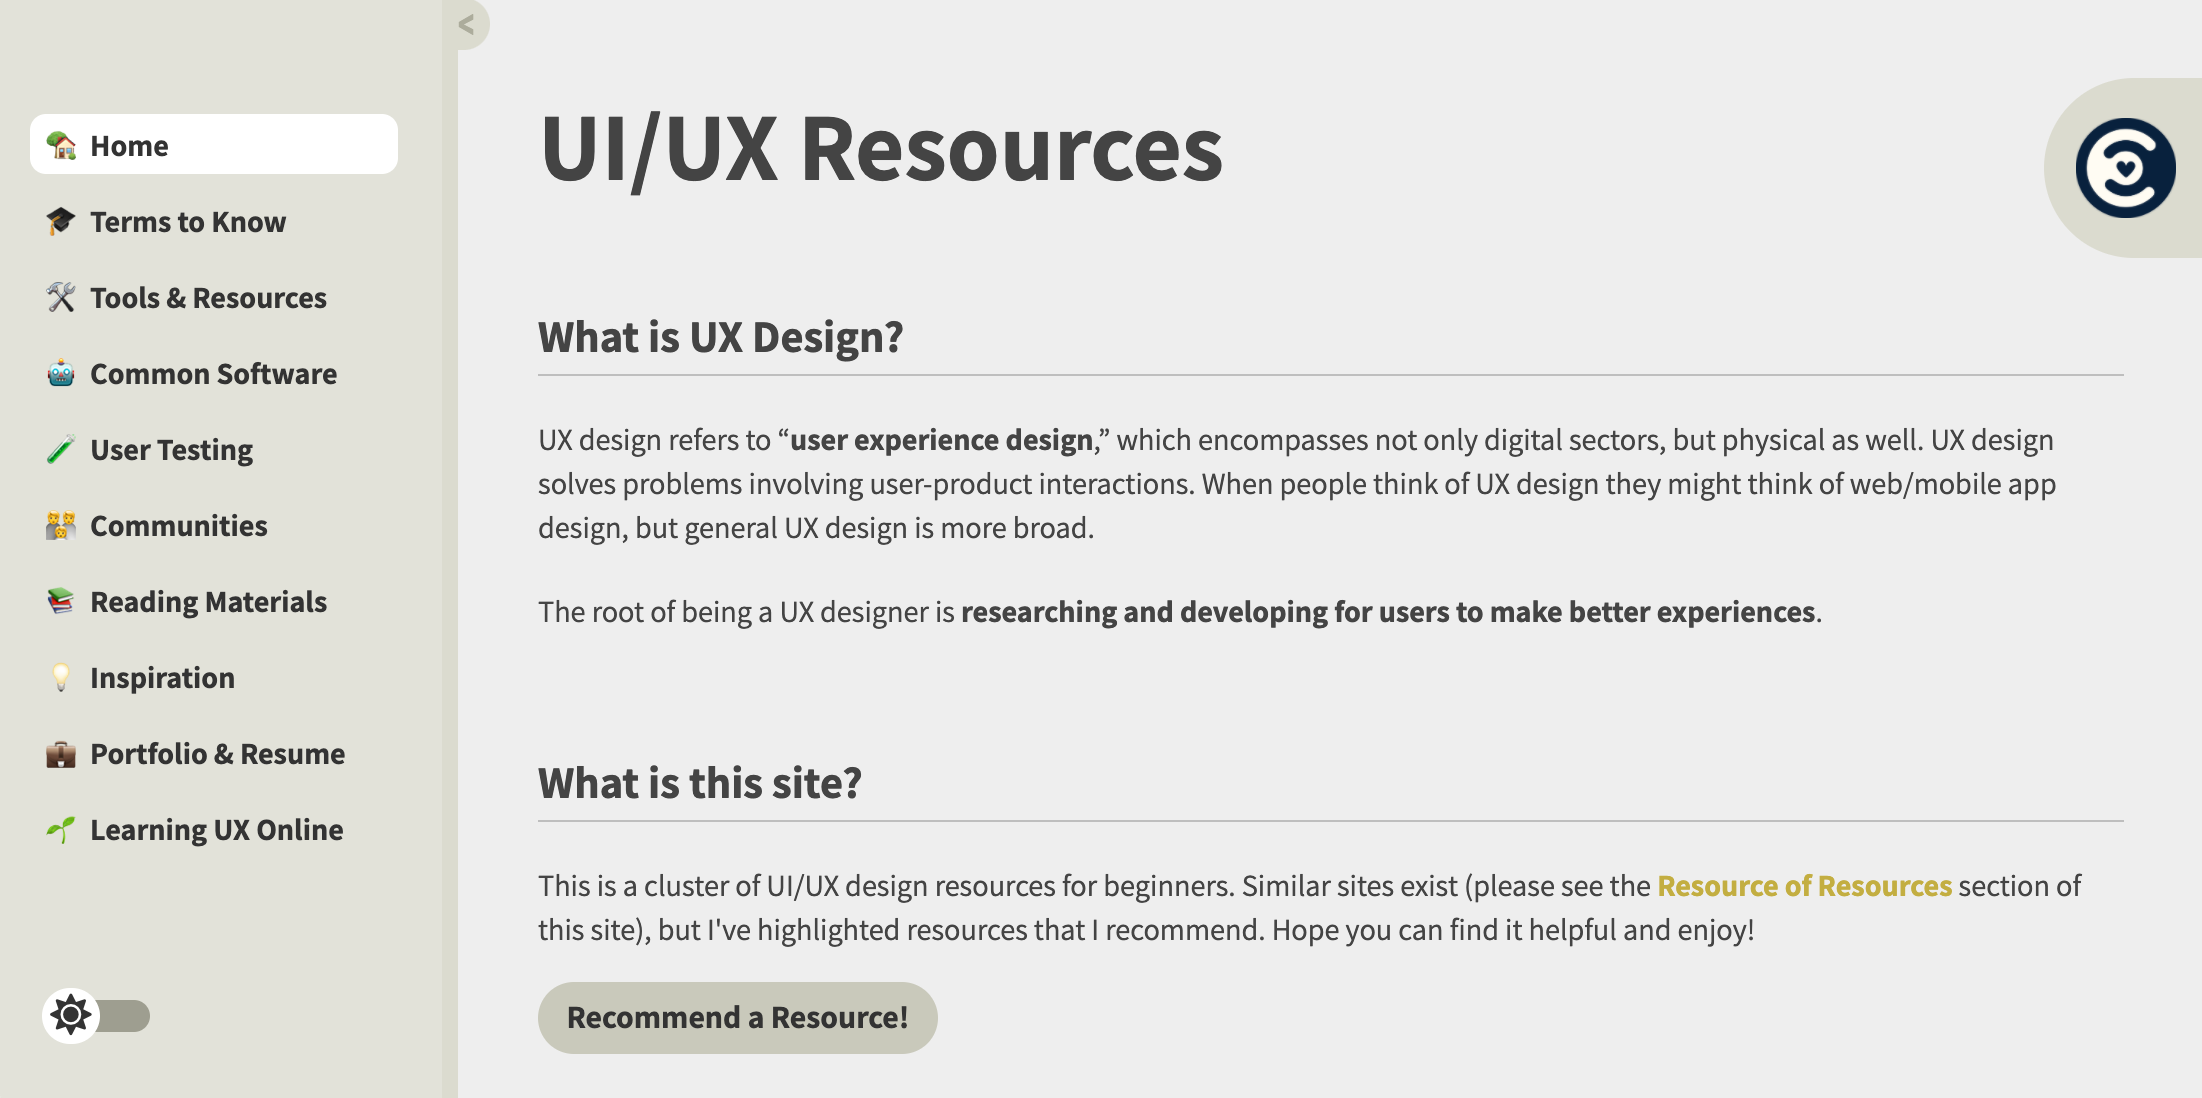 <
Home
Terms to Know
Tools & Resources
Common Software
User Testing
Communities
Reading Materials
Inspiration
Portfolio & Resume
Learning UX Online
UI/UX Resources
What is UX Design?
UX design refers to “user experience design,” which encompasses not only digital sectors, but physical as well. UX design
solves problems involving user-product interactions. When people think of UX design they might think of web/mobile app
design, but general UX design is more broad.
The root of being a UX designer is researching and developing for users to make better experiences.
What is this site?
This is a cluster of UI/UX design resources for beginners. Similar sites exist (please see the Resource of Resources section of
this site), but I've highlighted resources that I recommend. Hope you can find it helpful and enjoy!
Recommend a Resource!